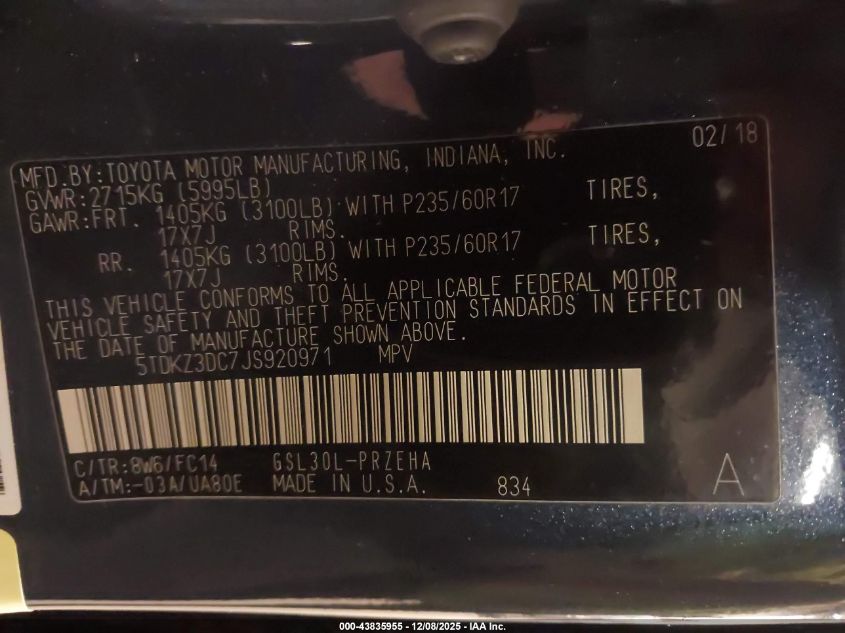 02/18
MFD.BY:TOYOTA MOTOR MANUFACTURING, INDIANA, INC.
GVWR:2715KG (5995LB)
GAWR:FRT. 1405KG (3100LB) WITH P235/60R17 TIRES,
17X7J RIMS.
RR. 1405KG (3100LB) WITH P235/60R17 TIRES,
17X7J RIMS.
THIS VEHICLE CONFORMS TO ALL APPLICABLE FEDERAL MOTOR
VEHICLE SAFETY AND THEFT PREVENTION STANDARDS IN EFFECT ON
THE DATE OF MANUFACTURE SHOWN ABOVE.
5TDKZ3DC7JS920971 MPV
C/TR:8W6/FC14 GSL30L-PRZEHA
A/TM:-03A/UA80E MADE IN U.S.A. 834 A
000-43835955 - 12/08/2025 - IAA Inc.